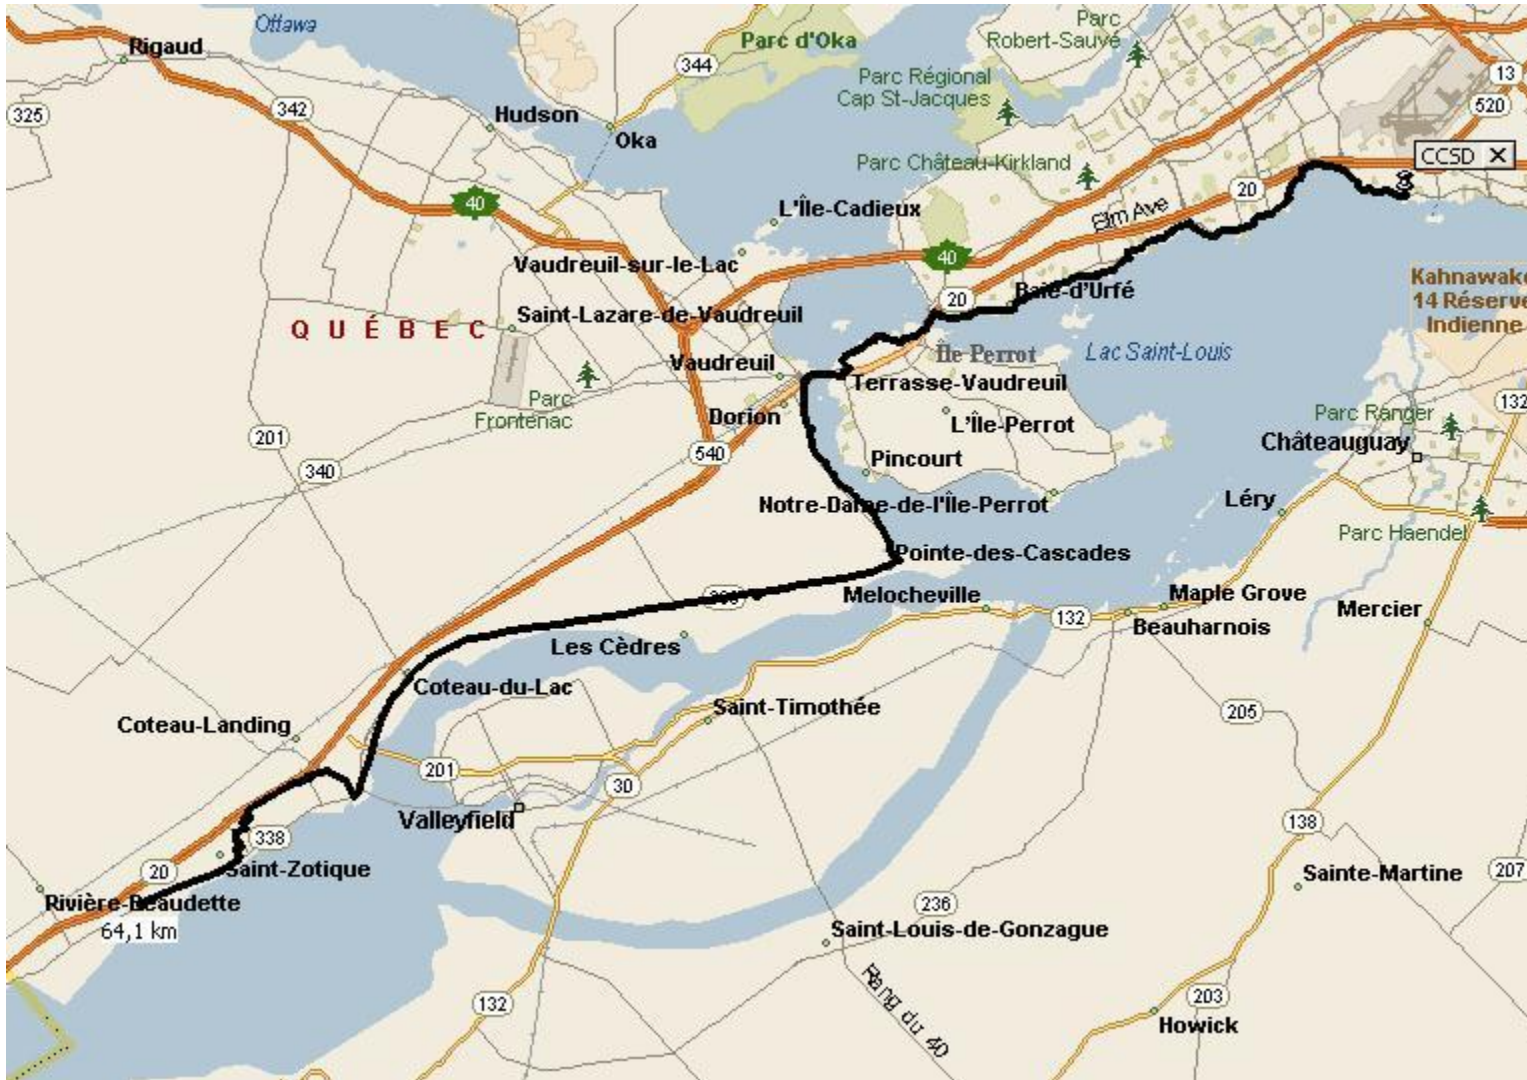 Ottawa
Rigaud
Parc d'Oka
Parc
Robert-Sauvé
344
13
Parc Régional
Cap St-Jacques
520
325
342
Hudson
Oka
CCSD X
Parc Château-Kirkland
20
40
L'Île-Cadieux
Elm Ave
Vaudreuil-sur-le-Lac
40
Kahnawake
14 Réserve
Indienne
20
Baie-d'Urfé
QUÉBEC
Saint-Lazare-de-Vaudreuil
Île Perrot
Lac Saint-Louis
Vaudreuil
Terrasse-Vaudreuil
Parc
Frontenac
Dorion
L'Île-Perrot
Parc Ranger
132
201
Châteauguay
340
540
Pincourt
Notre-Dame-de-l'Île-Perrot
Léry
Parc Haendel
Pointe-des-Cascades
Melocheville
Maple Grove
132
Mercier
Beauharnois
Les Cèdres
Coteau-du-Lac
Saint-Timothée
205
Coteau-Landing
201
30
Valleyfield
138
338
20
Saint-Zotique
Sainte-Martine
207
Rivière-Beaudette
236
64,1 km
Saint-Louis-de-Gonzague
Rang du 40
132
203
Howick